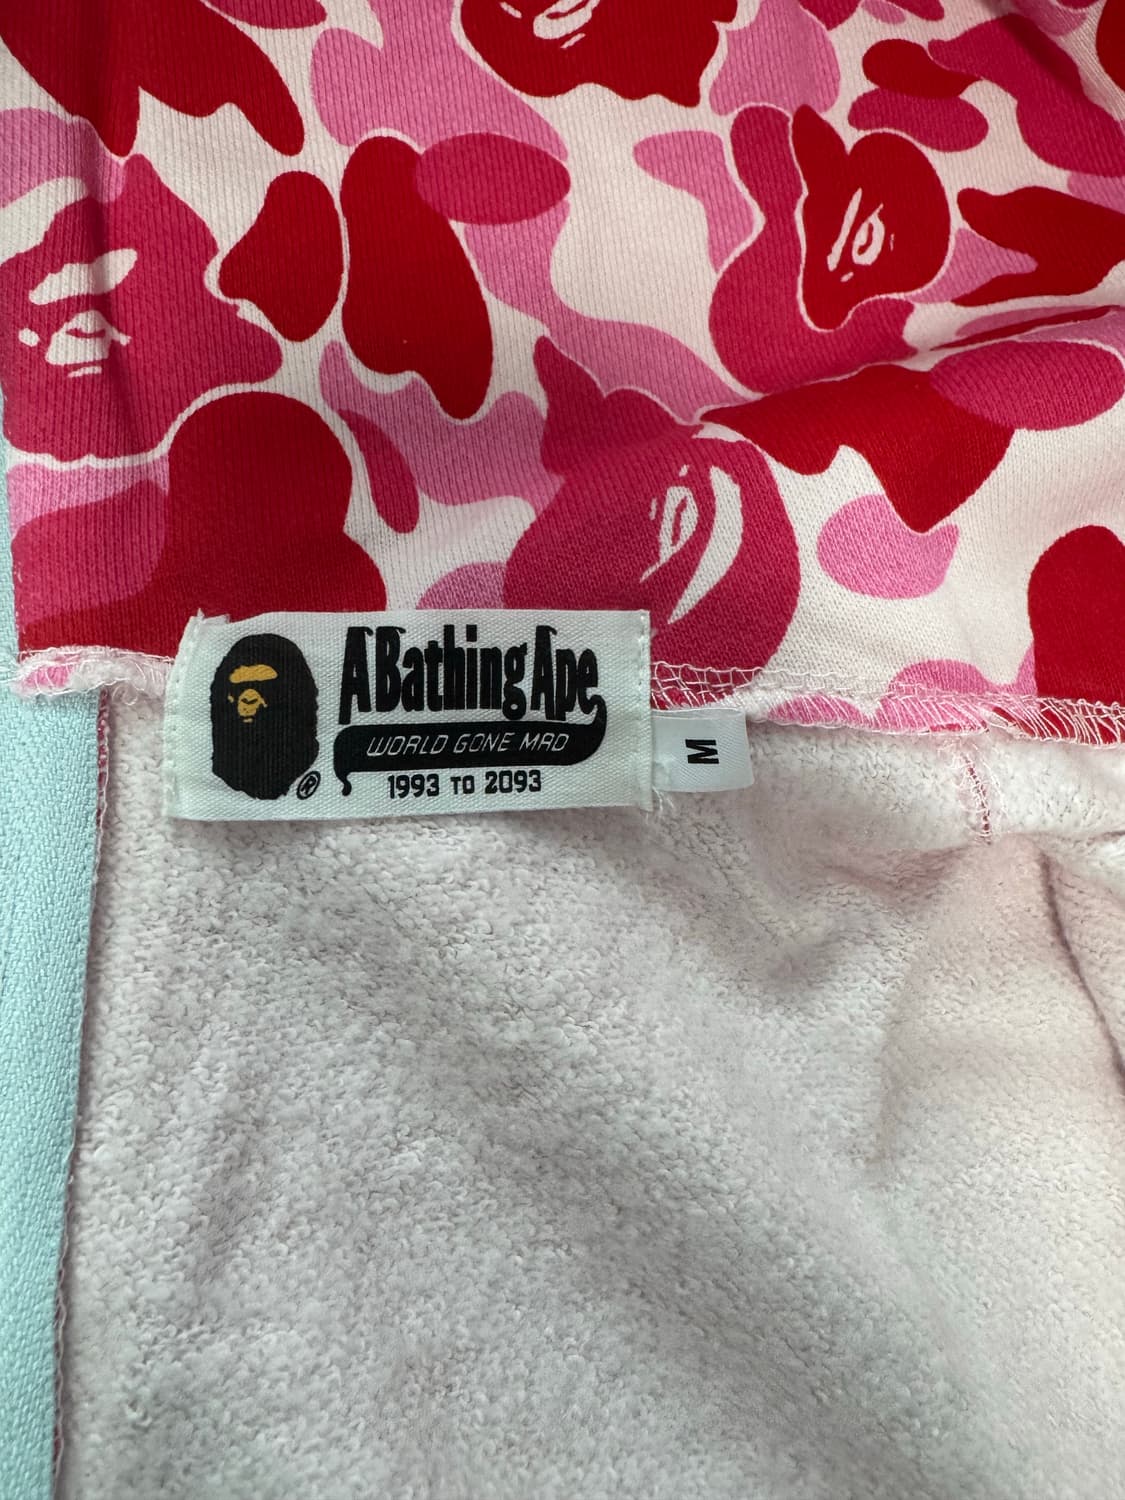 A Bathing Ape
WORLD GONE MAD
1993 TO 2093
®
M